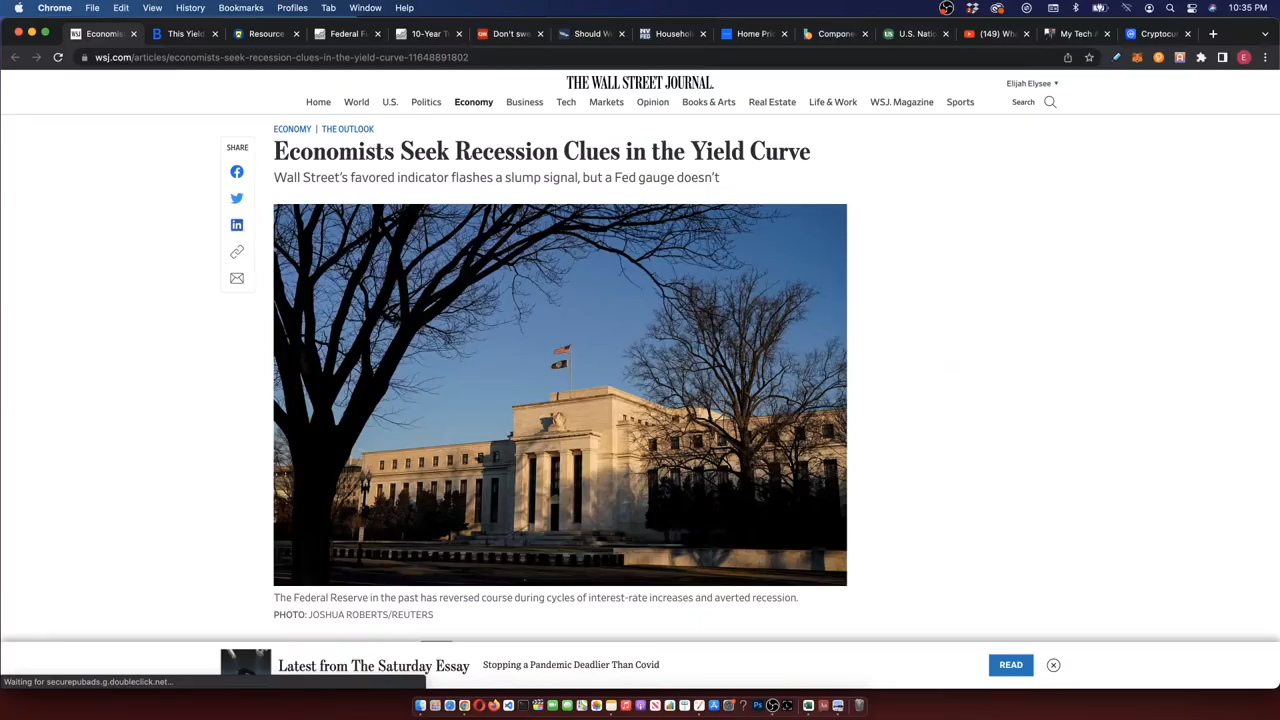 Chrome File Edit View History Bookmarks Profiles Tab Window Help 10:35 PM
Economis This Yield Resource Federal F 10-Year T Don't swe Should W Househol Home Pric Compone U.S. Nati (149) Wha My Tech A Cryptocu
wsj.com/articles/economists-seek-recession-clues-in-the-yield-curve-11648891802
THE WALL STREET JOURNAL.
Elijah Elysee
Home World U.S. Politics Economy Business Tech Markets Opinion Books & Arts Real Estate Life & Work WSJ. Magazine Sports Search
ECONOMY | THE OUTLOOK
SHARE
Economists Seek Recession Clues in the Yield Curve
Wall Street's favored indicator flashes a slump signal, but a Fed gauge doesn't
The Federal Reserve in the past has reversed course during cycles of interest-rate increases and averted recession.
PHOTO: JOSHUA ROBERTS/REUTERS
Latest from The Saturday Essay Stopping a Pandemic Deadlier Than Covid READ
Waiting for securepubads.g.doubleclick.net...